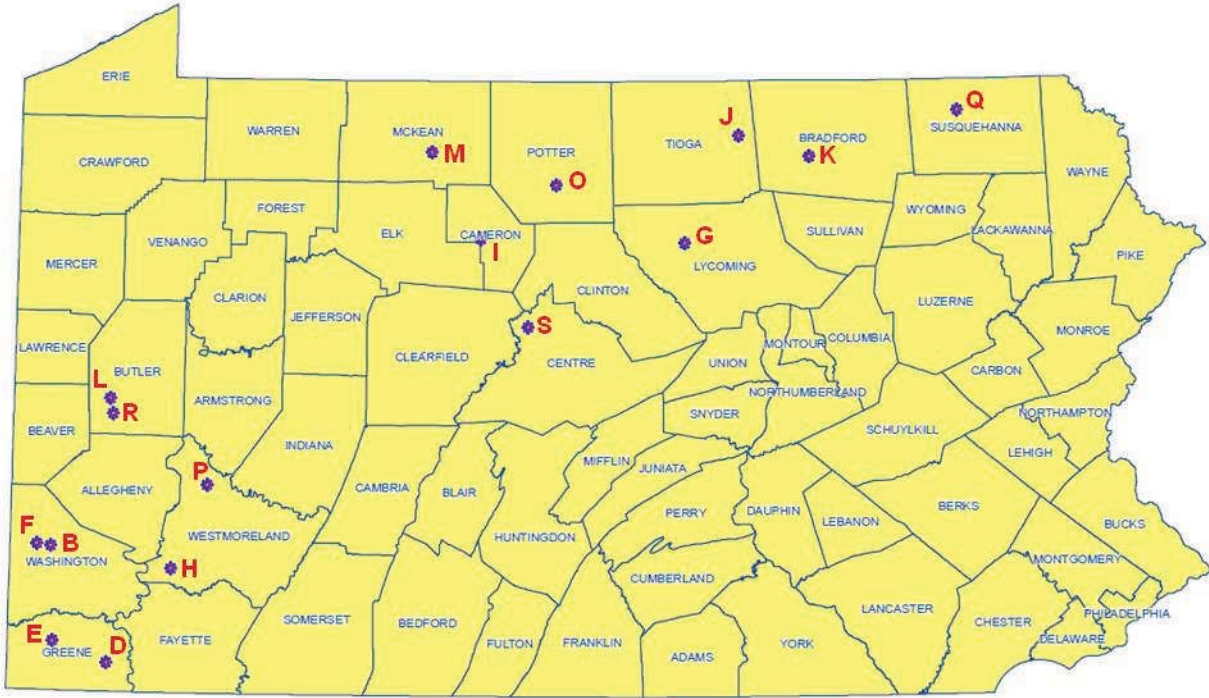 ERIE
CRAWFORD
WARREN
MCKEAN
M
POTTER
O
TIOGA
J
BRADFORD
K
Q
SUSQUEHANNA
WAYNE
FOREST
VENANGO
MERCER
ELK
CAMERON
I
G
LYCOMING
SULLIVAN
WYOMING
LACKAWANNA
PIKE
CLARION
JEFFERSON
CLINTON
LUZERNE
MONROE
LAWRENCE
BUTLER
L
R
CLEARFIELD
S
CENTRE
UNION
MONTOUR
COLUMBIA
CARBON
ARMSTRONG
NORTHUMBERLAND
SNYDER
NORTHAMPTON
BEAVER
INDIANA
SCHUYLKILL
LEHIGH
MIFFLIN
JUNIATA
P
ALLEGHENY
CAMBRIA
BLAIR
PERRY
DAUPHIN
LEBANON
BERKS
BUCKS
F
B
WASHINGTON
WESTMORELAND
H
HUNTINGDON
CUMBERLAND
MONTGOMERY
E
GREENE
D
FAYETTE
SOMERSET
BEDFORD
FULTON
FRANKLIN
ADAMS
YORK
LANCASTER
CHESTER
PHILADELPHIA
DELAWARE